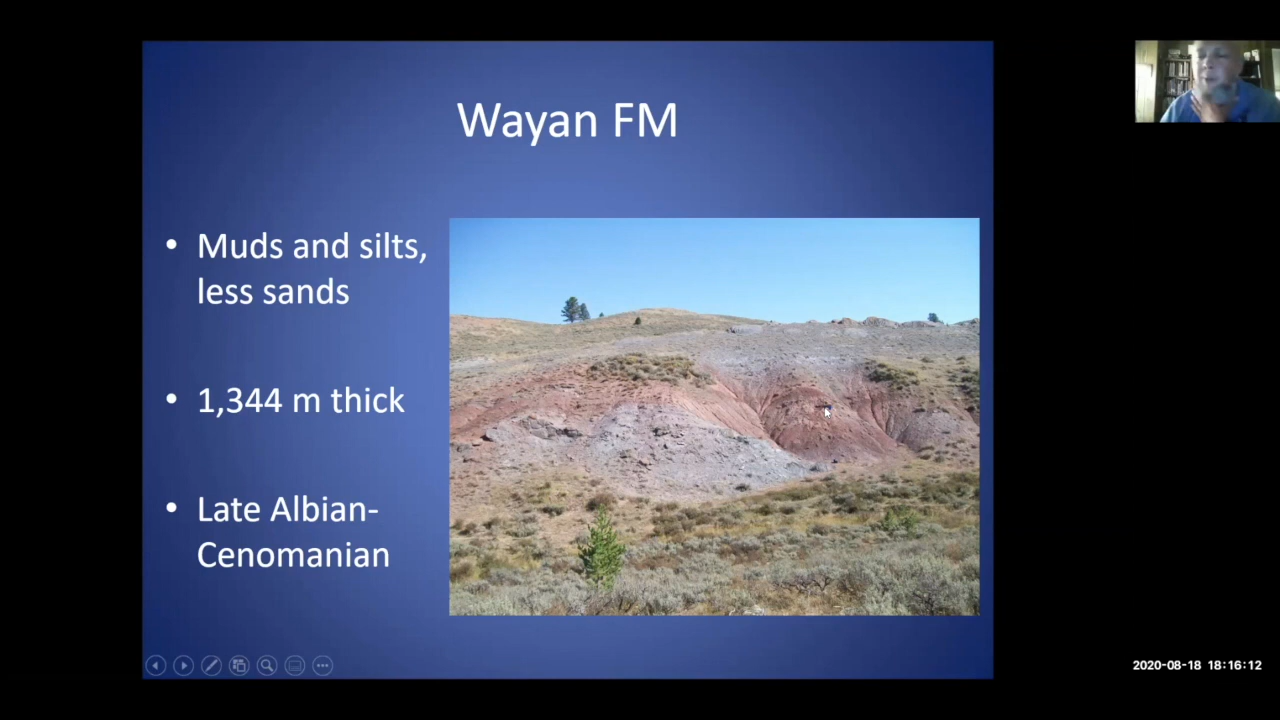 Wayan FM
• Muds and silts,
less sands
• 1,344 m thick
• Late Albian-
Cenomanian
2020-08-18 18:16:12